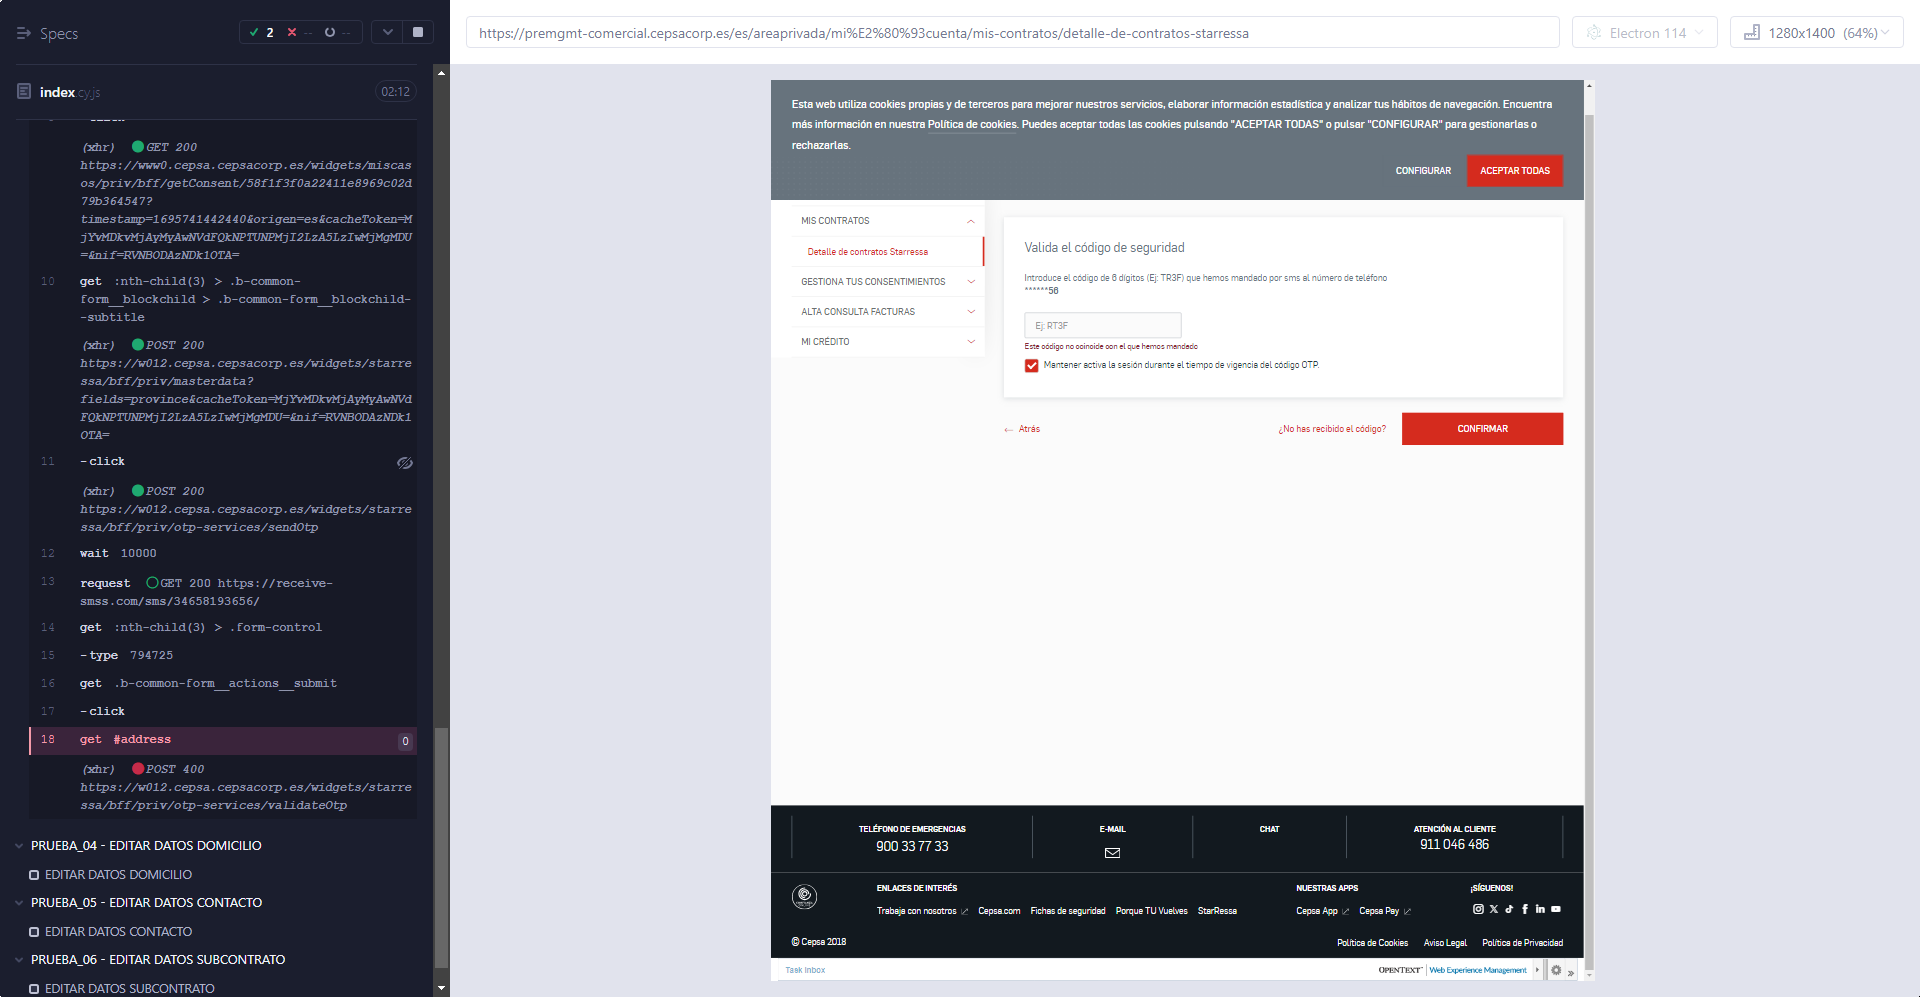 Specs
2
--
--
https://premgmt-comercial.cepsacorp.es/es/areaprivada/mi%E2%80%93cuenta/mis-contratos/detalle-de-contratos-starressa
Electron 114
1280x1400 (64%)
index.cy.js
02:12
(xhr) GET 200
https://www0.cepsa.cepsacorp.es/widgets/miscas
os/priv/bff/getConsent/58f1f3f0a22411e8969c02d
79b364547?
timestamp=1695741442440&origen=es&cacheToken=M
jYvMDkvMjAyMyAwNVdFQkNPTUNPMjI2LzA5LzIwMjMgMDU
=&nif=RVNBODAzNDk1OTA=
10 get :nth-child(3) > .b-common-
form__blockchild > .b-common-form__blockchild-
-subtitle
(xhr) POST 200
https://w012.cepsa.cepsacorp.es/widgets/starre
ssa/bff/priv/masterdata?
fields=province&cacheToken=MjYvMDkvMjAyMyAwNVd
FQkNPTUNPMjI2LzA5LzIwMjMgMDU=&nif=RVNBODAzNDk1
OTA=
11 -click
(xhr) POST 200
https://w012.cepsa.cepsacorp.es/widgets/starre
ssa/bff/priv/otp-services/sendOtp
12 wait 10000
13 request GET 200 https://receive-
smss.com/sms/34658193656/
14 get :nth-child(3) > .form-control
15 -type 794725
16 get .b-common-form__actions__submit
17 -click
18 get #address 0
(xhr) POST 400
https://w012.cepsa.cepsacorp.es/widgets/starre
ssa/bff/priv/otp-services/validateOtp
PRUEBA_04 - EDITAR DATOS DOMICILIO
EDITAR DATOS DOMICILIO
PRUEBA_05 - EDITAR DATOS CONTACTO
EDITAR DATOS CONTACTO
PRUEBA_06 - EDITAR DATOS SUBCONTRATO
EDITAR DATOS SUBCONTRATO
Esta web utiliza cookies propias y de terceros para mejorar nuestros servicios, elaborar información estadística y analizar tus hábitos de navegación. Encuentra
más información en nuestra Política de cookies. Puedes aceptar todas las cookies pulsando "ACEPTAR TODAS" o pulsar "CONFIGURAR" para gestionarlas o
rechazarlas.
CONFIGURAR
ACEPTAR TODAS
MIS CONTRATOS
Detalle de contratos Starressa
GESTIONA TUS CONSENTIMIENTOS
ALTA CONSULTA FACTURAS
MI CRÉDITO
Valida el código de seguridad
Introduce el código de 6 dígitos (Ej: TR3F) que hemos mandado por sms al número de teléfono
******56
Ej: RT3F
Este código no coincide con el que hemos mandado
Mantener activa la sesión durante el tiempo de vigencia del código OTP.
← Atrás
¿No has recibido el código?
CONFIRMAR
TELÉFONO DE EMERGENCIAS
900 33 77 33
E-MAIL
CHAT
ATENCIÓN AL CLIENTE
911 046 486
ENLACES DE INTERÉS
Trabaja con nosotros
Cepsa.com
Fichas de seguridad
Porque TU Vuelves
StarRessa
NUESTRAS APPS
Cepsa App
Cepsa Pay
¡SÍGUENOS!
© Cepsa 2018
Política de Cookies
Aviso Legal
Política de Privacidad
Task Inbox
OPENTEXT™ | Web Experience Management